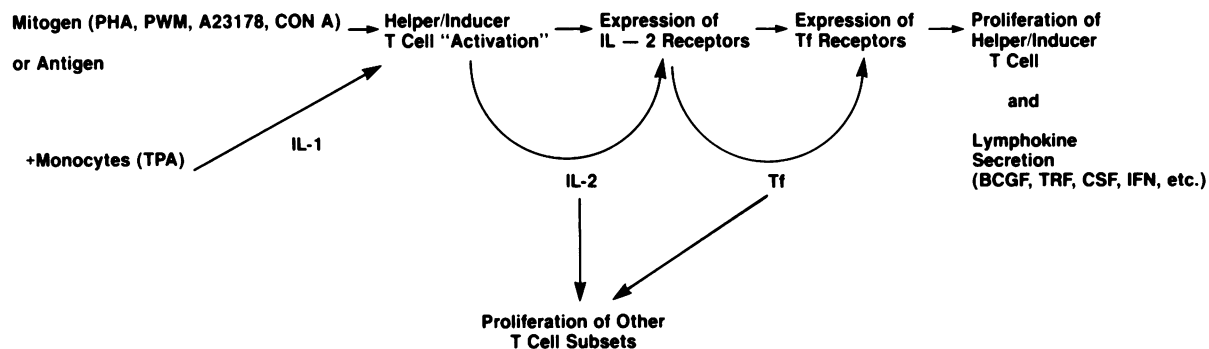 Mitogen (PHA, PWM, A23178, CON A)
or Antigen
+Monocytes (TPA)
IL-1
Helper/Inducer
T Cell "Activation"
Expression of
IL — 2 Receptors
Expression of
Tf Receptors
Proliferation of
Helper/Inducer
T Cell
and
Lymphokine
Secretion
(BCGF, TRF, CSF, IFN, etc.)
IL-2
Tf
Proliferation of Other
T Cell Subsets